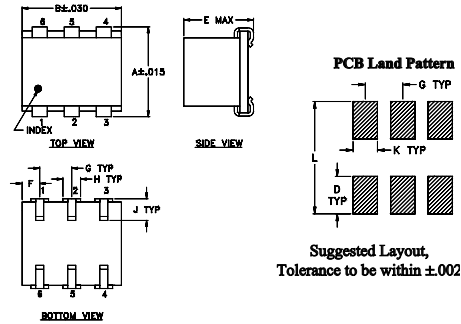 B±.030
6 5 4
A±.015
INDEX
1 2 3
TOP VIEW
E MAX
SIDE VIEW
PCB Land Pattern
G TYP
K TYP
L
D
TYP
Suggested Layout,
Tolerance to be within ±.002
G TYP
H TYP
F
1 2 3
J TYP
6 5 4
BOTTOM VIEW